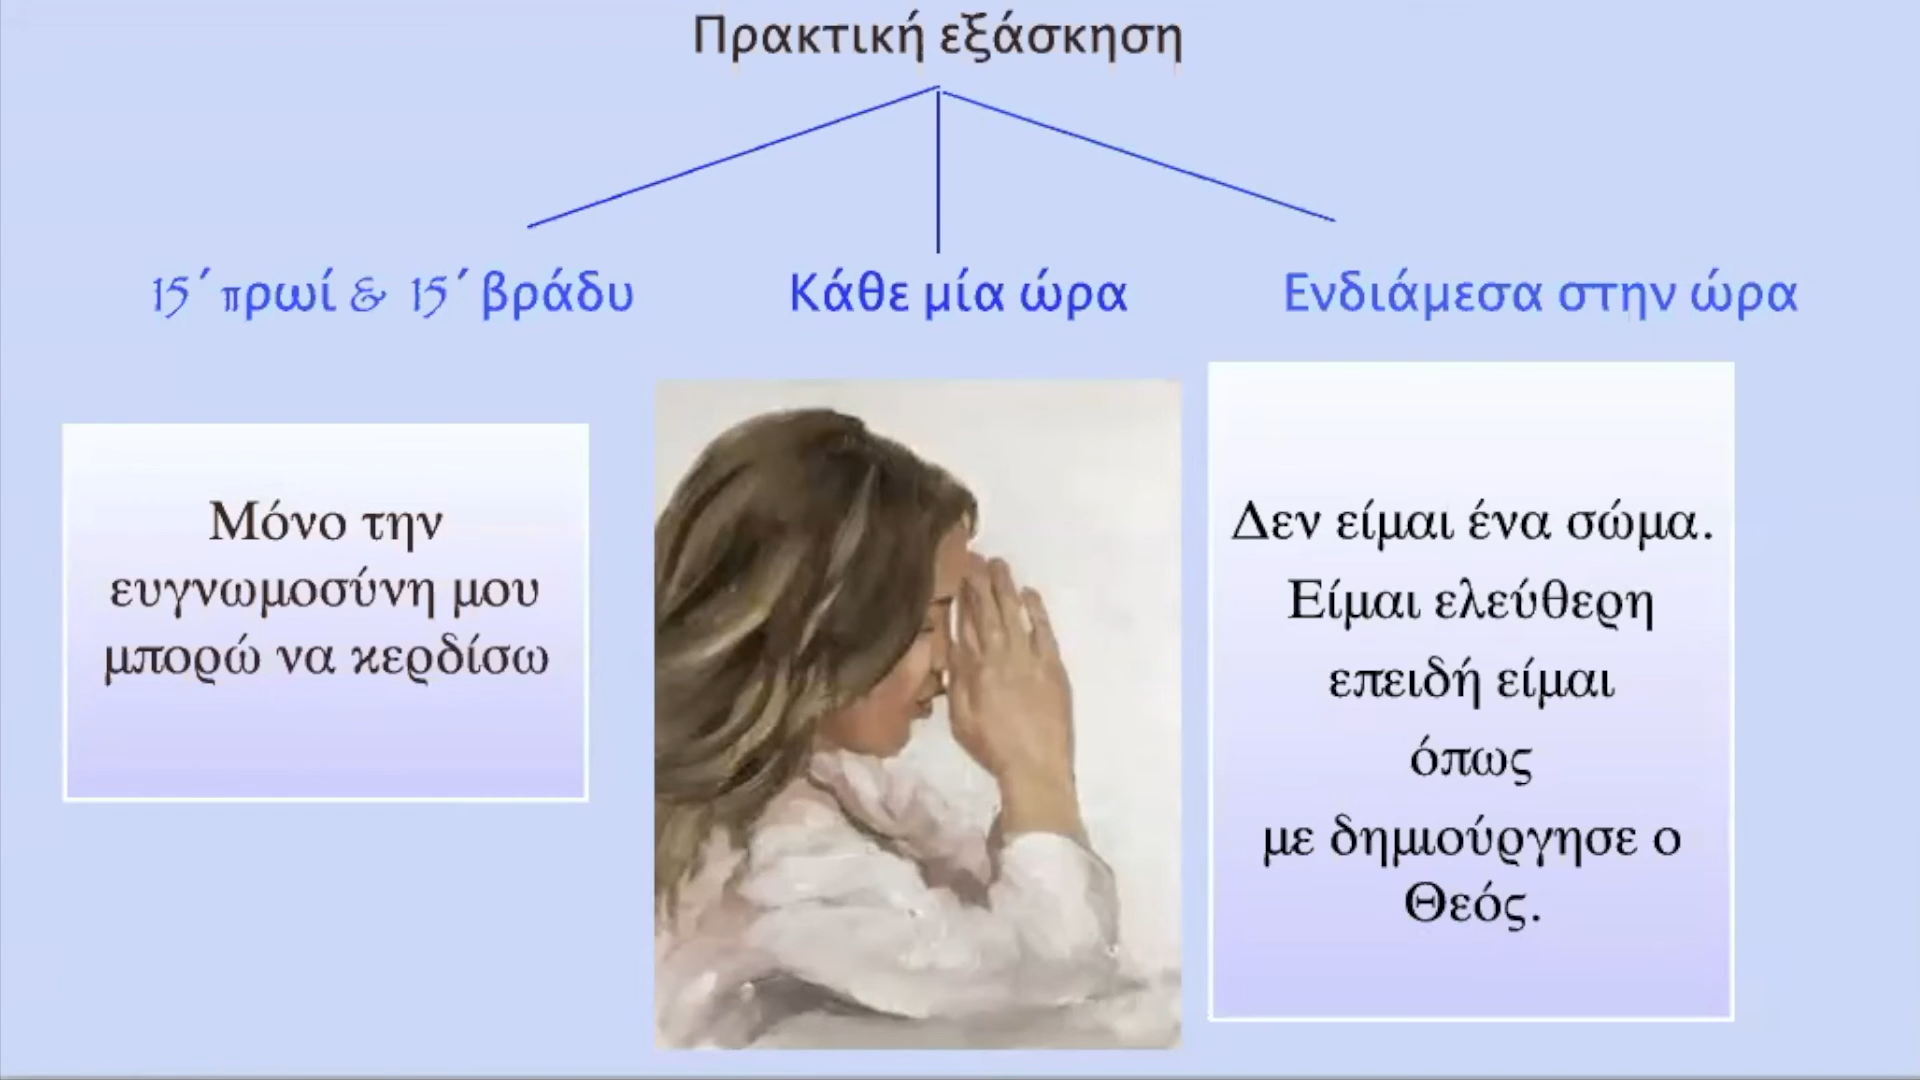 Πρακτική εξάσκηση
15΄ πρωί & 15΄ βράδυ
Κάθε μία ώρα
Ενδιάμεσα στην ώρα
Μόνο την
ευγνωμοσύνη μου
μπορώ να κερδίσω
Δεν είμαι ένα σώμα.
Είμαι ελεύθερη
επειδή είμαι
όπως
με δημιούργησε ο
Θεός.